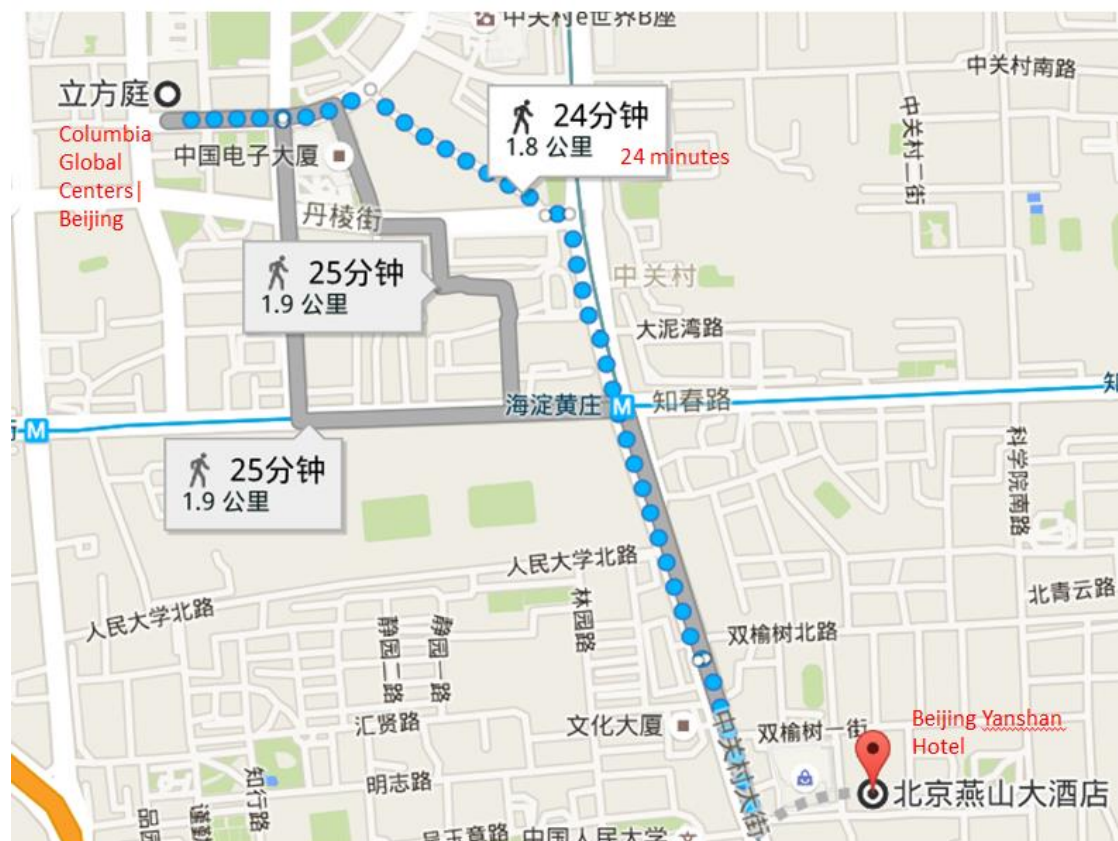 中关村e世界B座
中关村南路
立方庭
Columbia
Global
Centers|
Beijing
24分钟
1.8 公里
24 minutes
中国电子大厦
中关村二街
丹棱街
25分钟
1.9 公里
中关村
大泥湾路
海淀黄庄
M
知春路
知
M
25分钟
1.9 公里
科学院南路
人民大学北路
人民大学北路
北青云路
林园路
双榆树北路
静园二路
静园一路
汇贤路
文化大厦
中关村大街
双榆树一街
Beijing Yanshan
Hotel
明志路
知行路
北京燕山大酒店
中国人民大学